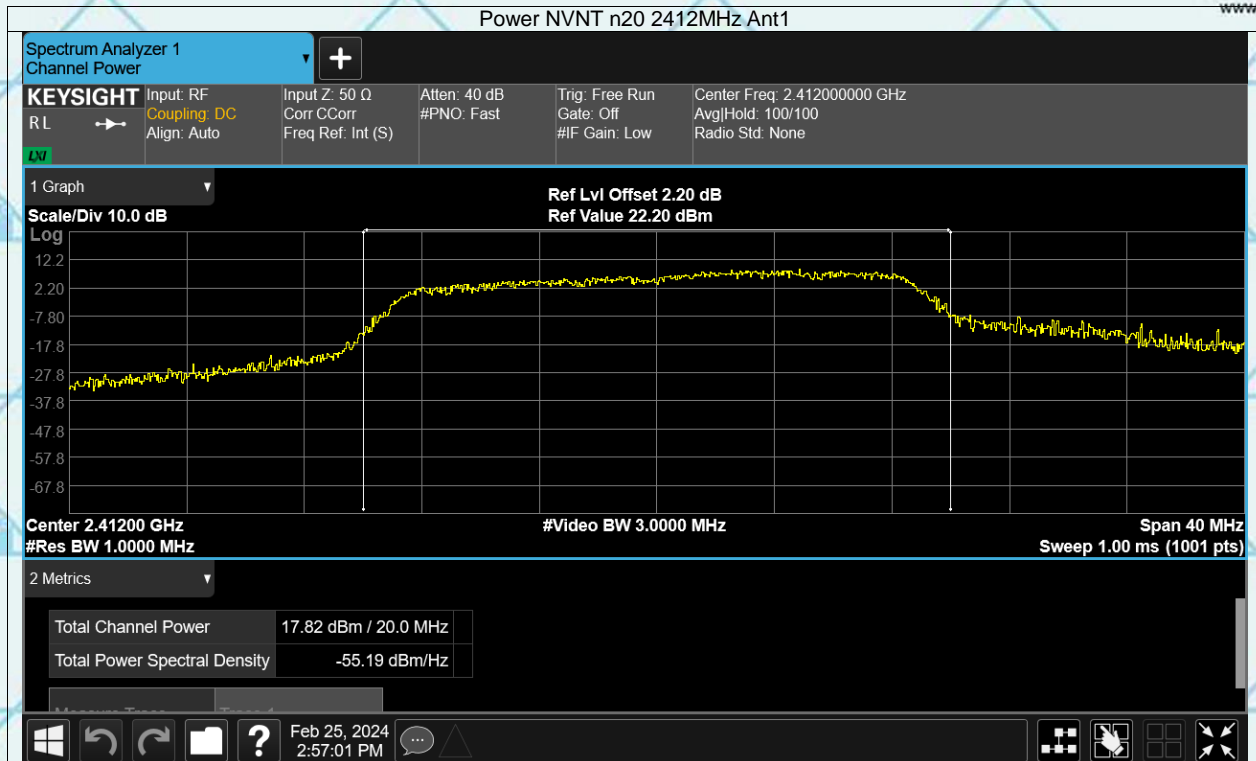 Power NVNT n20 2412MHz Ant1
www
Spectrum Analyzer 1
Channel Power
+
KEYSIGHT
R L
LXI
Input: RF
Coupling: DC
Align: Auto
Input Z: 50 Ω
Corr CCorr
Freq Ref: Int (S)
Atten: 40 dB
#PNO: Fast
Trig: Free Run
Gate: Off
#IF Gain: Low
Center Freq: 2.412000000 GHz
Avg|Hold: 100/100
Radio Std: None
1 Graph
Scale/Div 10.0 dB
Ref Lvl Offset 2.20 dB
Ref Value 22.20 dBm
Log
12.2
2.20
-7.80
-17.8
-27.8
-37.8
-47.8
-57.8
-67.8
Center 2.41200 GHz
#Video BW 3.0000 MHz
Span 40 MHz
#Res BW 1.0000 MHz
Sweep 1.00 ms (1001 pts)
2 Metrics
Total Channel Power 17.82 dBm / 20.0 MHz
Total Power Spectral Density -55.19 dBm/Hz
?
Feb 25, 2024
2:57:01 PM